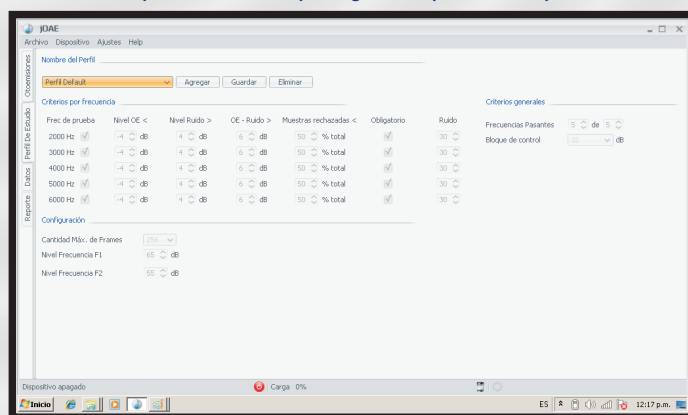 jOAE
Archivo Dispositivo Ajustes Help
Otoemisiones
Perfil De Estudio
Datos
Reporte
Nombre del Perfil
Perfil Default Agregar Guardar Eliminar
Criterios por frecuencia
Frec de prueba Nivel OE < Nivel Ruido > OE - Ruido > Muestras rechazadas < Obligatorio Ruido
2000 Hz -4 dB 4 dB 6 dB 50 % total 30
3000 Hz -4 dB 4 dB 6 dB 50 % total 30
4000 Hz -4 dB 4 dB 6 dB 50 % total 30
5000 Hz -4 dB 4 dB 6 dB 50 % total 30
6000 Hz -4 dB 4 dB 6 dB 50 % total 30
Criterios generales
Frecuencias Pasantes 5 de 5
Bloque de control dB
Configuración
Cantidad Máx. de Frames 256
Nivel Frecuencia F1 65 dB
Nivel Frecuencia F2 55 dB
Dispositivo apagado Carga 0%
Inicio ES 12:17 p.m.